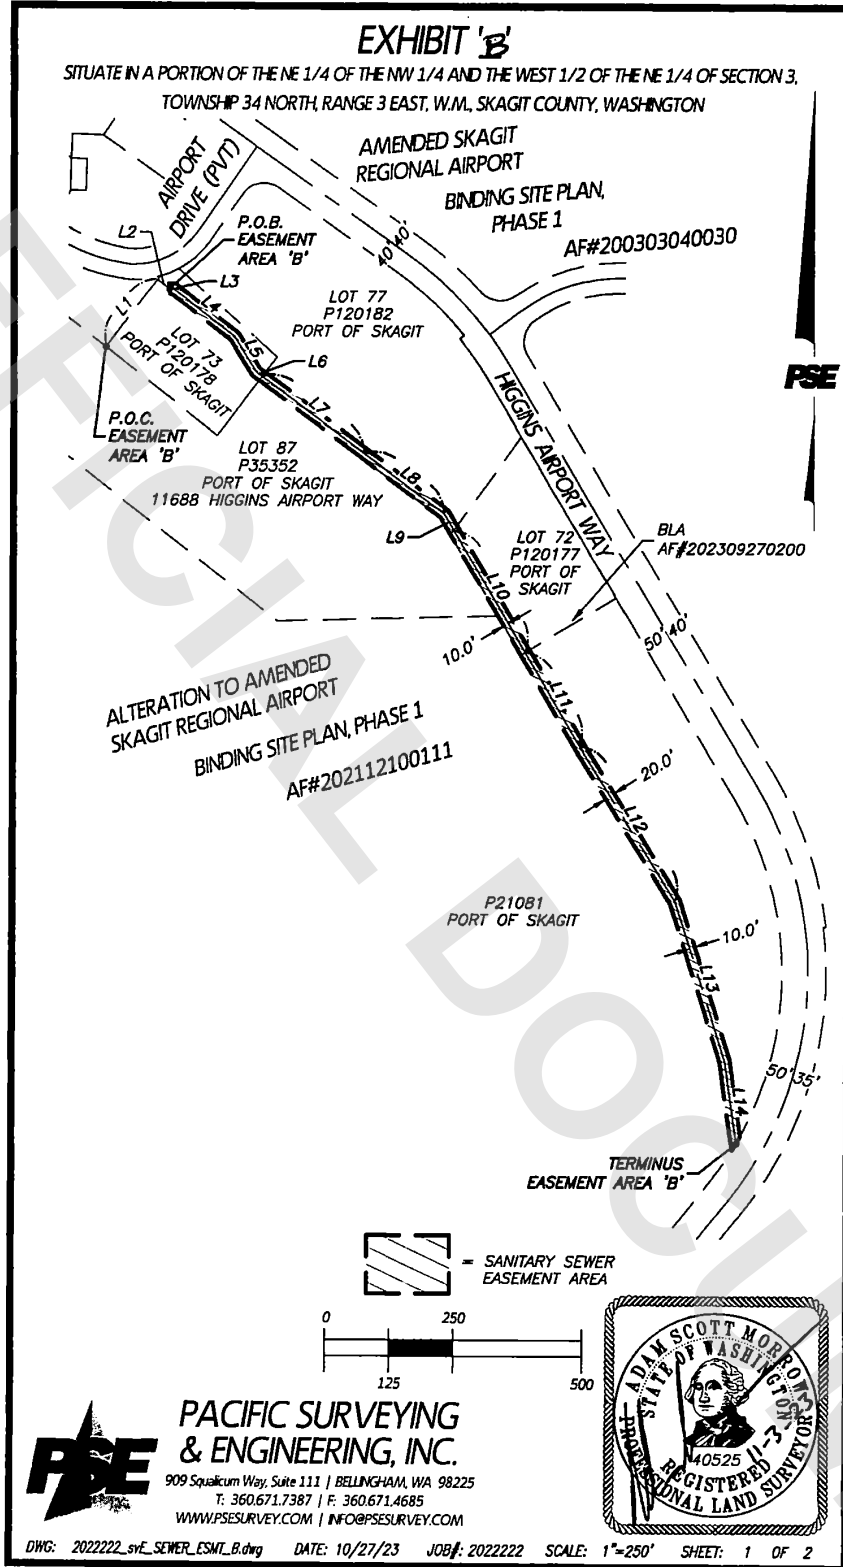 EXHIBIT 'B'
SITUATE IN A PORTION OF THE NE 1/4 OF THE NW 1/4 AND THE WEST 1/2 OF THE NE 1/4 OF SECTION 3,
TOWNSHIP 34 NORTH, RANGE 3 EAST, W.M., SKAGIT COUNTY, WASHINGTON
AMENDED SKAGIT
REGIONAL AIRPORT
BINDING SITE PLAN,
PHASE 1
AF#200303040030
AIRPORT
DRIVE (PVT)
L2
P.O.B.
EASEMENT
AREA 'B'
40' 40'
L3
L1
L4
LOT 77
P120182
PORT OF SKAGIT
LOT 73
P120178
PORT OF SKAGIT
L5
L6
PSE
HIGGINS AIRPORT WAY
L7
P.O.C.
EASEMENT
AREA 'B'
LOT 87
P35352
PORT OF SKAGIT
11688 HIGGINS AIRPORT WAY
L8
L9
LOT 72
P120177
PORT OF
SKAGIT
BLA
AF#202309270200
L10
10.0'
50' 40'
ALTERATION TO AMENDED
SKAGIT REGIONAL AIRPORT
BINDING SITE PLAN, PHASE 1
AF#202112100111
L11
20.0'
L12
P21081
PORT OF SKAGIT
10.0'
L13
50' 35'
L14
TERMINUS
EASEMENT AREA 'B'
= SANITARY SEWER
EASEMENT AREA
0 250
125 500
ADAM SCOTT MORROW
STATE OF WASHINGTON
40525
REGISTERED
PROFESSIONAL LAND SURVEYOR
11-3-23
PSE
PACIFIC SURVEYING
& ENGINEERING, INC.
909 Squalicum Way, Suite 111 | BELLINGHAM, WA 98225
T: 360.671.7387 | F: 360.671.4685
WWW.PSESURVEY.COM | INFO@PSESURVEY.COM
DWG: 2022222_svE_SEWER_ESMT_B.dwg DATE: 10/27/23 JOB#: 2022222 SCALE: 1"=250' SHEET: 1 OF 2